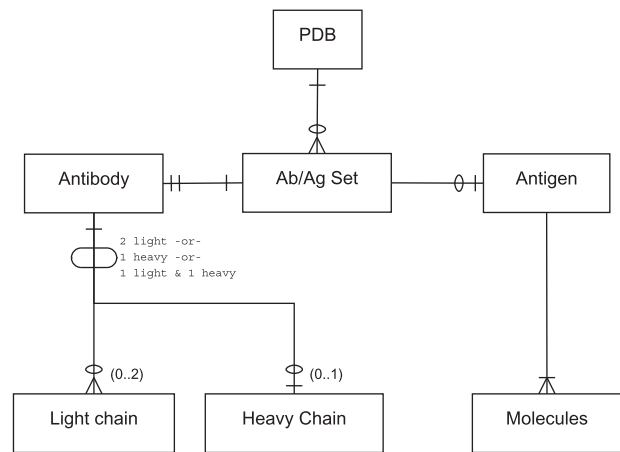 PDB
Antibody
Ab/Ag Set
Antigen
2 light -or-
1 heavy -or-
1 light & 1 heavy
(0..2)
(0..1)
Light chain
Heavy Chain
Molecules